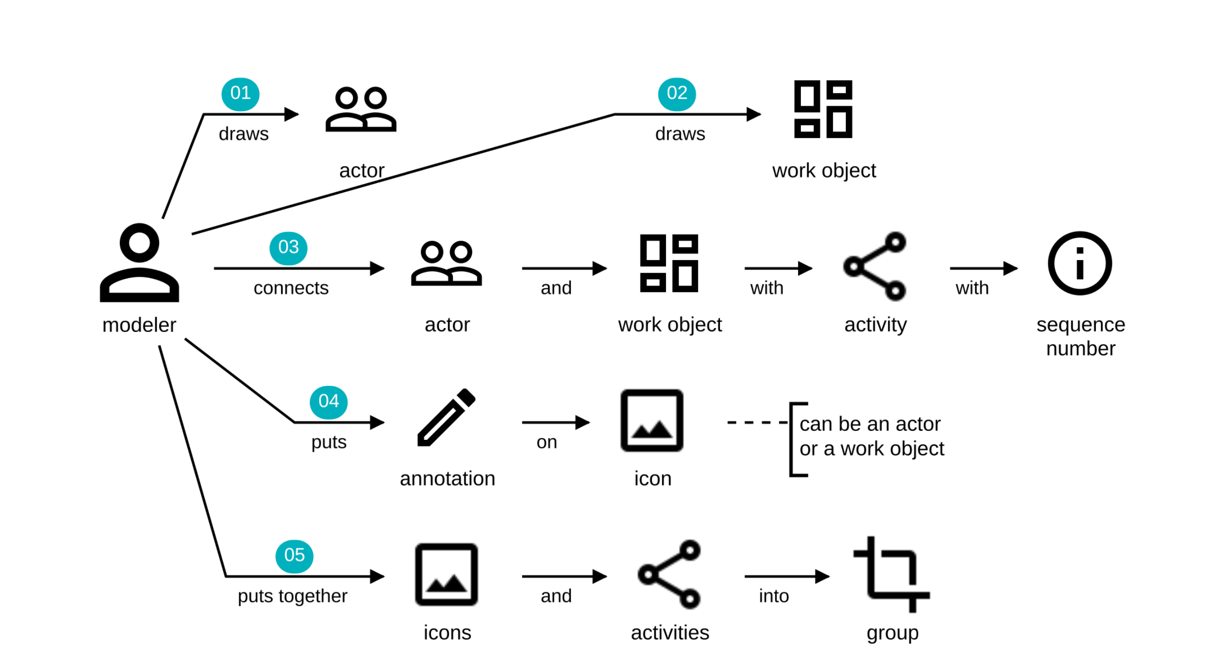 01
draws
actor
02
draws
work object
modeler
03
connects
actor
and
work object
with
activity
with
sequence
number
04
puts
annotation
on
icon
can be an actor
or a work object
05
puts together
icons
and
activities
into
group